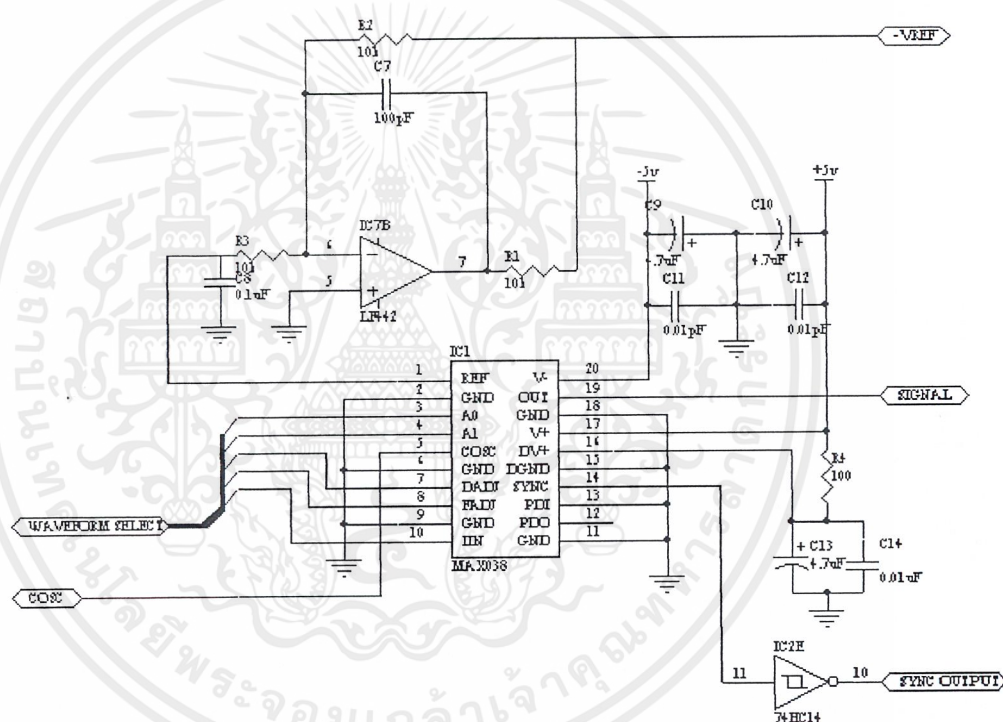 R2
10k
C7
100pF
-VREF
-5v
+5v
C9
.7uF
C10
4.7uF
C11
0.01pF
C12
0.01pF
IC7B
R3
10k
C8
0.1uF
6
5
7
LF442
R1
10k
IC1
1 REF
2 GND
3 A0
4 A1
5 COSC
6 GND
7 DADJ
8 FADJ
9 GND
10 IIN
V- 20
OUT 19
GND 18
V+ 17
DV+ 16
DGND 15
SYNC 14
PDI 13
PDO 12
GND 11
MAX038
SIGNAL
R4
100
C13
4.7uF
C14
0.01uF
WAVEFORM SELECT
COSC
IC2E
11
10
74HC14
SYNC OUTPUT